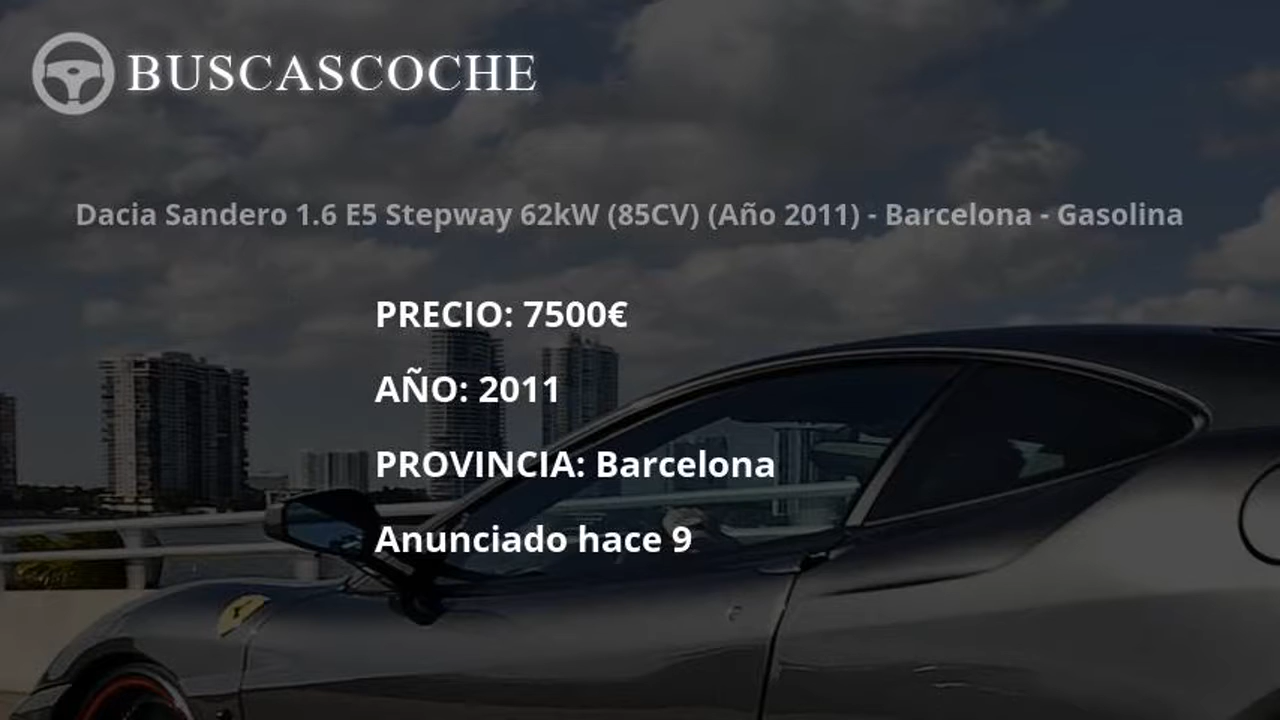 BUSCASCOCHE
Dacia Sandero 1.6 E5 Stepway 62kW (85CV) (Año 2011) - Barcelona - Gasolina
PRECIO: 7500€
AÑO: 2011
PROVINCIA: Barcelona
Anunciado hace 9